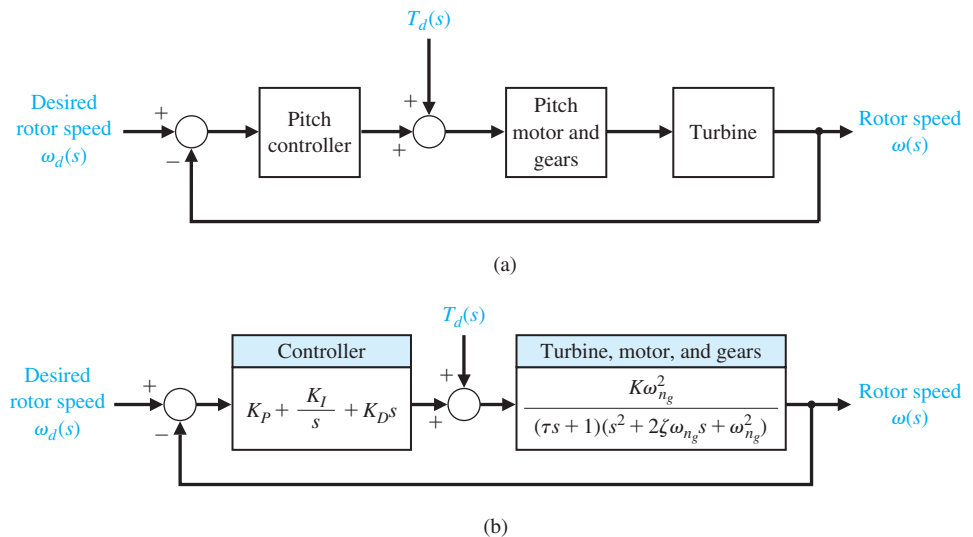 T_d(s)
Desired
rotor speed
ω_d(s)
+
−
Pitch
controller
+
+
Pitch
motor and
gears
Turbine
Rotor speed
ω(s)
(a)
T_d(s)
Desired
rotor speed
ω_d(s)
+
−
Controller
K_P + K_I/s + K_D s
+
+
Turbine, motor, and gears
Kω_{n_g}^2
(τs + 1)(s^2 + 2ζω_{n_g}s + ω_{n_g}^2)
Rotor speed
ω(s)
(b)